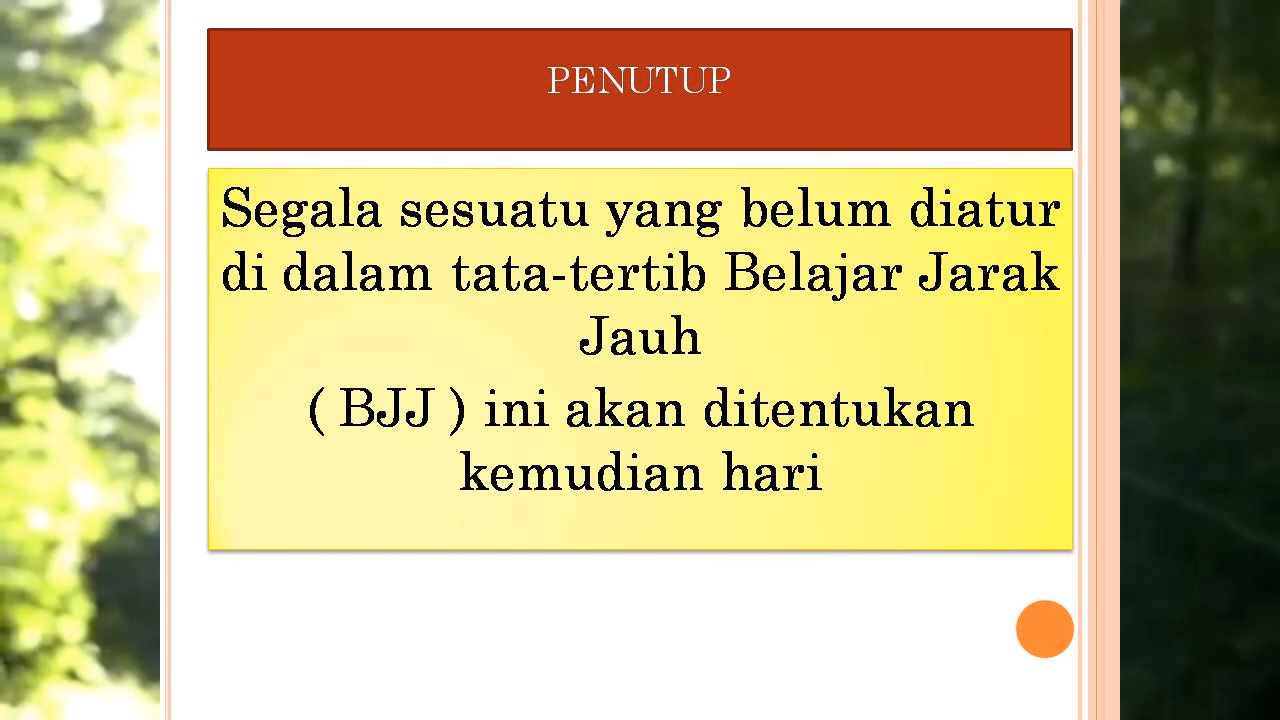 PENUTUP
Segala sesuatu yang belum diatur
di dalam tata-tertib Belajar Jarak
Jauh
( BJJ ) ini akan ditentukan
kemudian hari